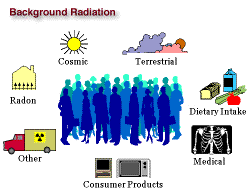 Background Radiation
Cosmic
Terrestrial
Radon
Dietary Intake
Other
Medical
Consumer Products